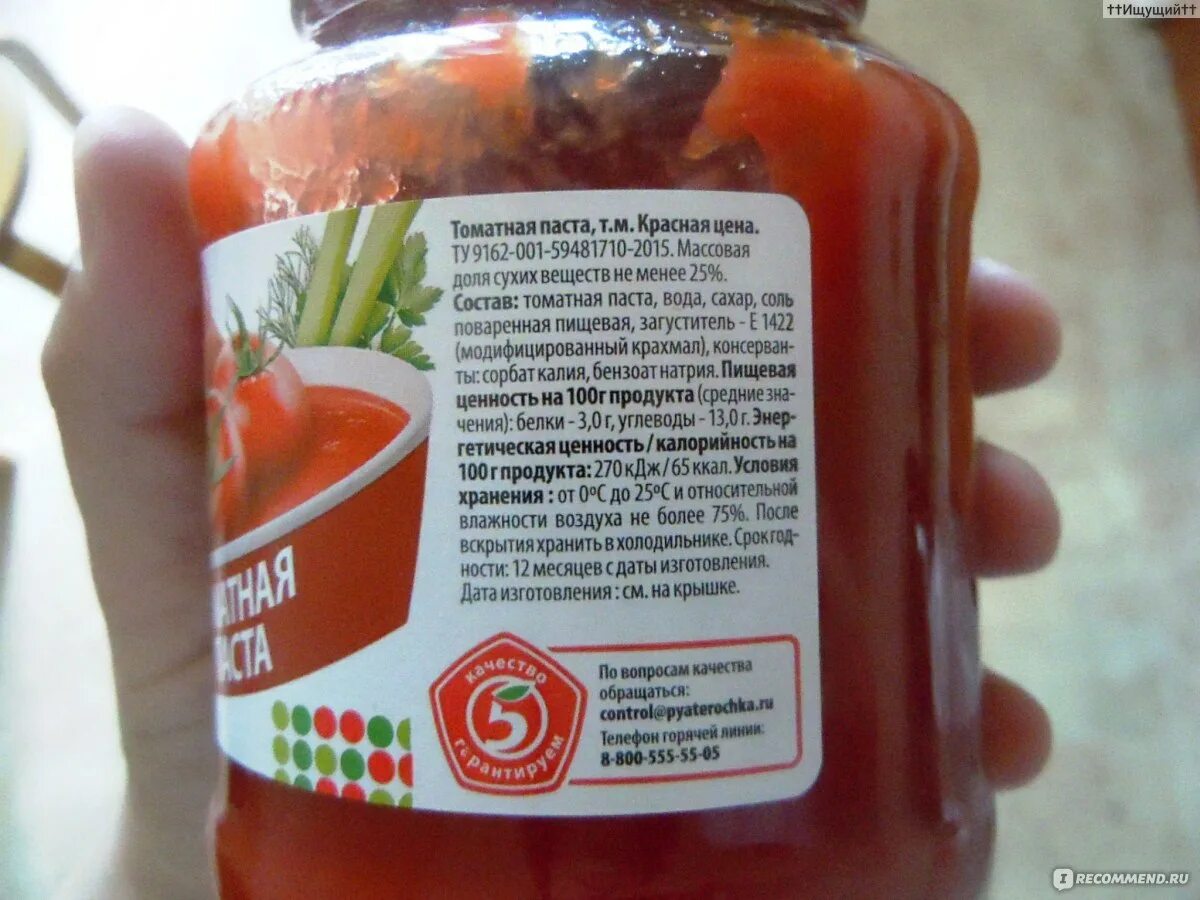 ††Ищущий††
Томатная паста, т.м. Красная цена.
ТУ 9162-001-59481710-2015. Массовая
доля сухих веществ не менее 25%.
Состав: томатная паста, вода, сахар, соль
поваренная пищевая, загуститель - Е 1422
(модифицированный крахмал), консерван-
ты: сорбат калия, бензоат натрия. Пищевая
ценность на 100г продукта (средние зна-
чения): белки - 3,0 г, углеводы - 13,0 г. Энер-
гетическая ценность / калорийность на
100 г продукта: 270 кДж / 65 ккал. Условия
хранения : от 0ºС до 25ºС и относительной
влажности воздуха не более 75%. После
вскрытия хранить в холодильнике. Срок год-
ности: 12 месяцев с даты изготовления.
Дата изготовления : см. на крышке.
АТНАЯ
АСТА
качество
5
гарантируем
По вопросам качества
обращаться:
control@pyaterochka.ru
Телефон горячей линии:
8-800-555-55-05
IRECOMMEND.RU